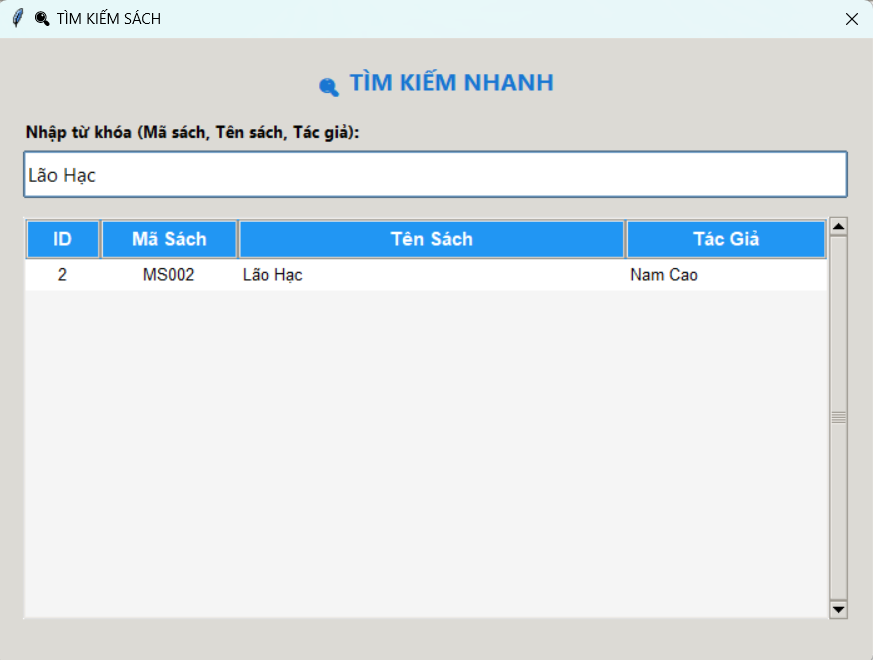 TÌM KIẾM SÁCH
TÌM KIẾM NHANH
Nhập từ khóa (Mã sách, Tên sách, Tác giả):
Lão Hạc
ID Mã Sách Tên Sách Tác Giả
2 MS002 Lão Hạc Nam Cao